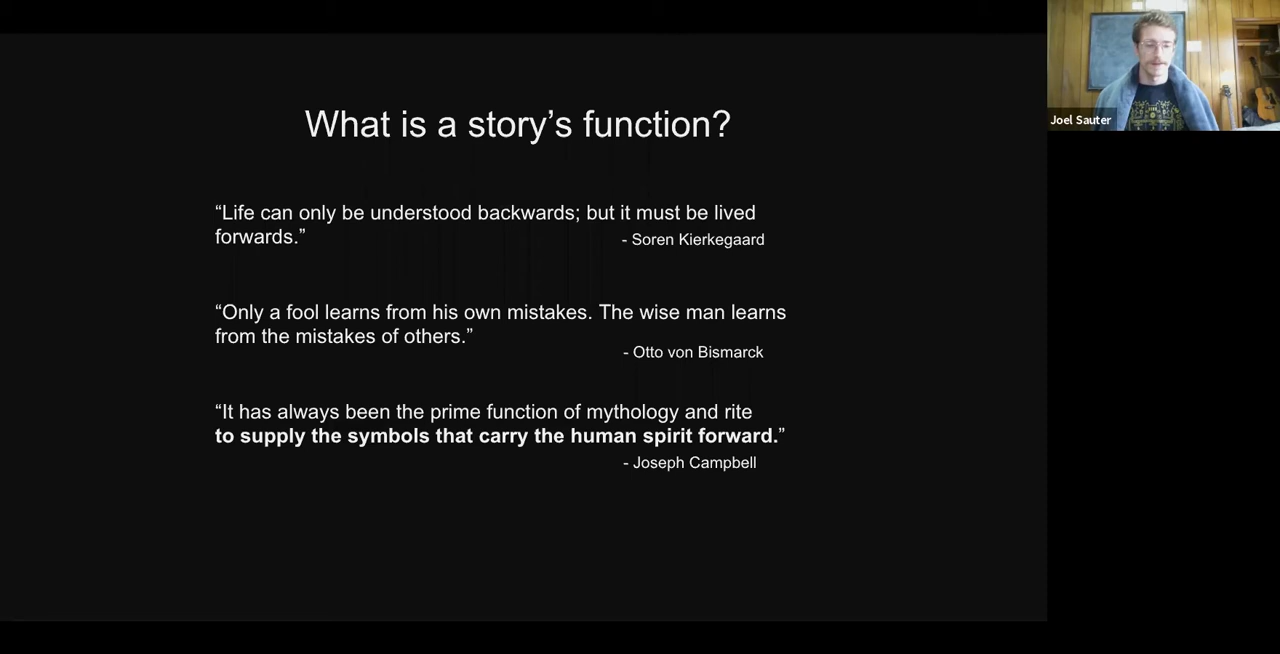 What is a story’s function?
“Life can only be understood backwards; but it must be lived
forwards.”
- Soren Kierkegaard
“Only a fool learns from his own mistakes. The wise man learns
from the mistakes of others.”
- Otto von Bismarck
“It has always been the prime function of mythology and rite
to supply the symbols that carry the human spirit forward.”
- Joseph Campbell
Joel Sauter